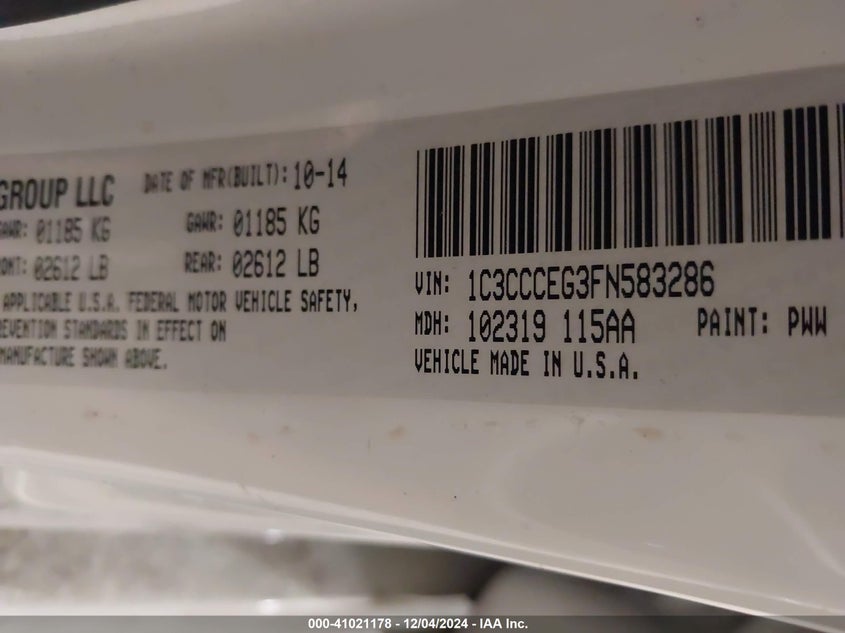 GROUP LLC DATE OF MFR(BUILT): 10-14
GAWR: 01185 KG GAWR: 01185 KG
02612 LB REAR: 02612 LB
APPLICABLE U.S.A. FEDERAL MOTOR VEHICLE SAFETY,
STANDARDS IN EFFECT ON
MANUFACTURE SHOWN ABOVE.
VIN: 1C3CCCEG3FN583286
MDH: 102319 115AA PAINT: PWW
VEHICLE MADE IN U.S.A.
000-41021178 - 12/04/2024 - IAA Inc.